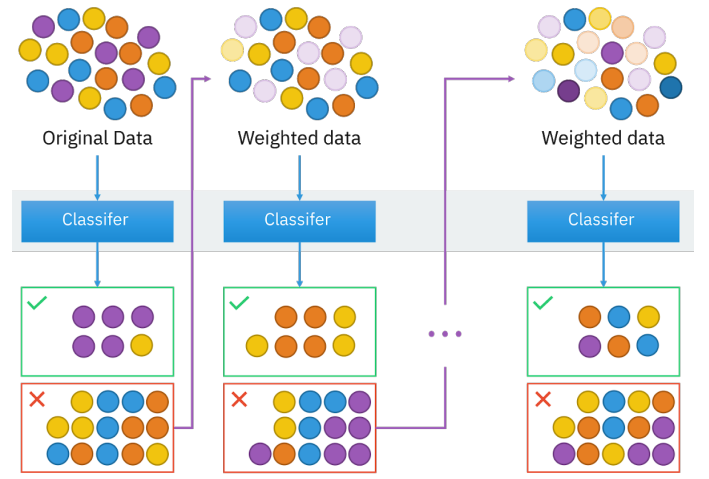 Original Data
Weighted data
Weighted data
Classifer
Classifer
Classifer